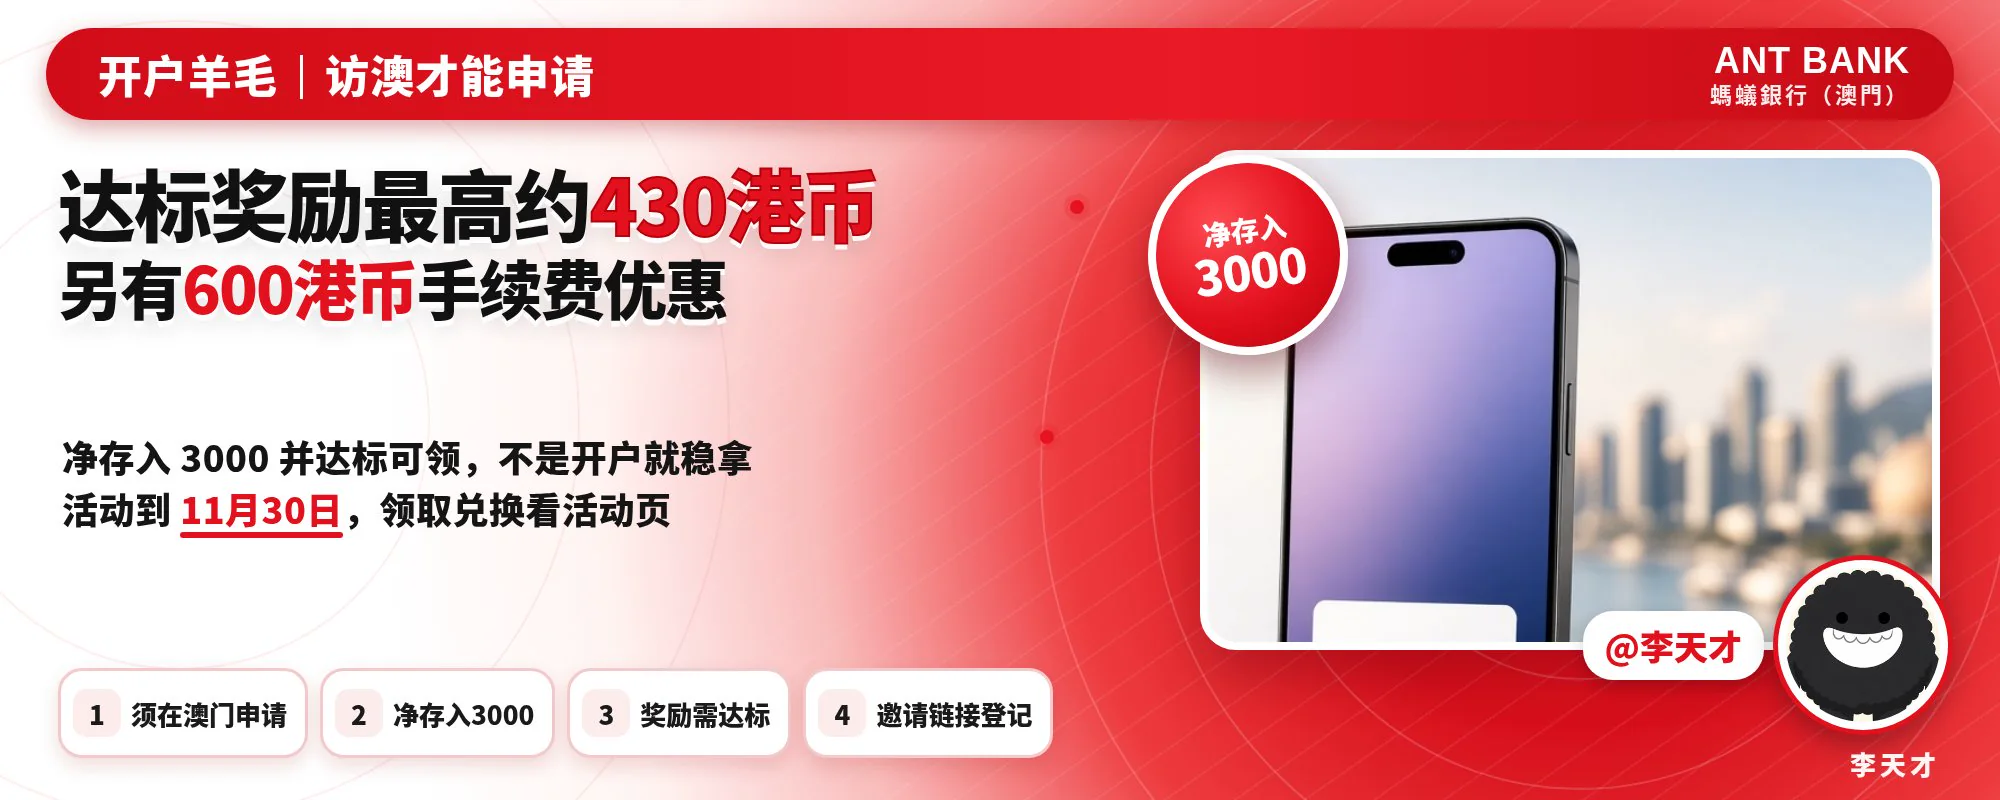 开户羊毛｜访澳才能申请
ANT BANK
螞蟻銀行（澳門）
达标奖励最高约430港币
另有600港币手续费优惠
净存入
3000
净存入 3000 并达标可领，不是开户就稳拿
活动到 11月30日，领取兑换看活动页
1 须在澳门申请
2 净存入3000
3 奖励需达标
4 邀请链接登记
@李天才
李天才